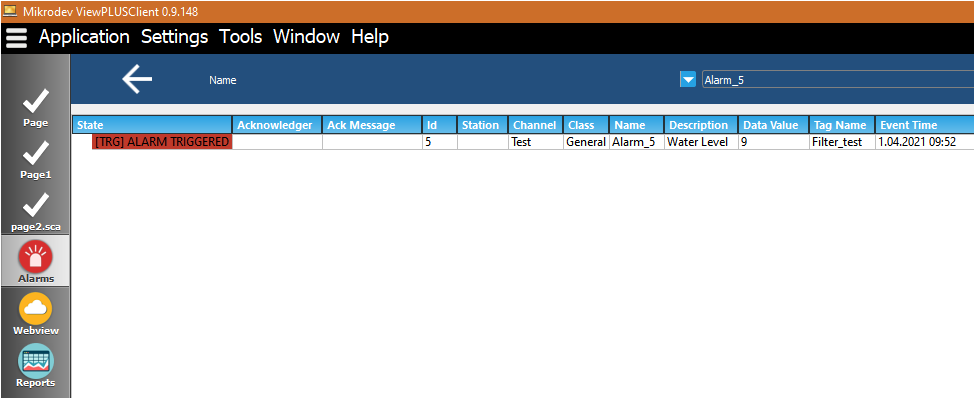 Mikrodev ViewPLUSClient 0.9.148
Application Settings Tools Window Help
Name Alarm_5
Page
Page1
page2.sca
Alarms
Webview
Reports
State Acknowledger Ack Message Id Station Channel Class Name Description Data Value Tag Name Event Time
[TRG] ALARM TRIGGERED 5 Test General Alarm_5 Water Level 9 Filter_test 1.04.2021 09:52